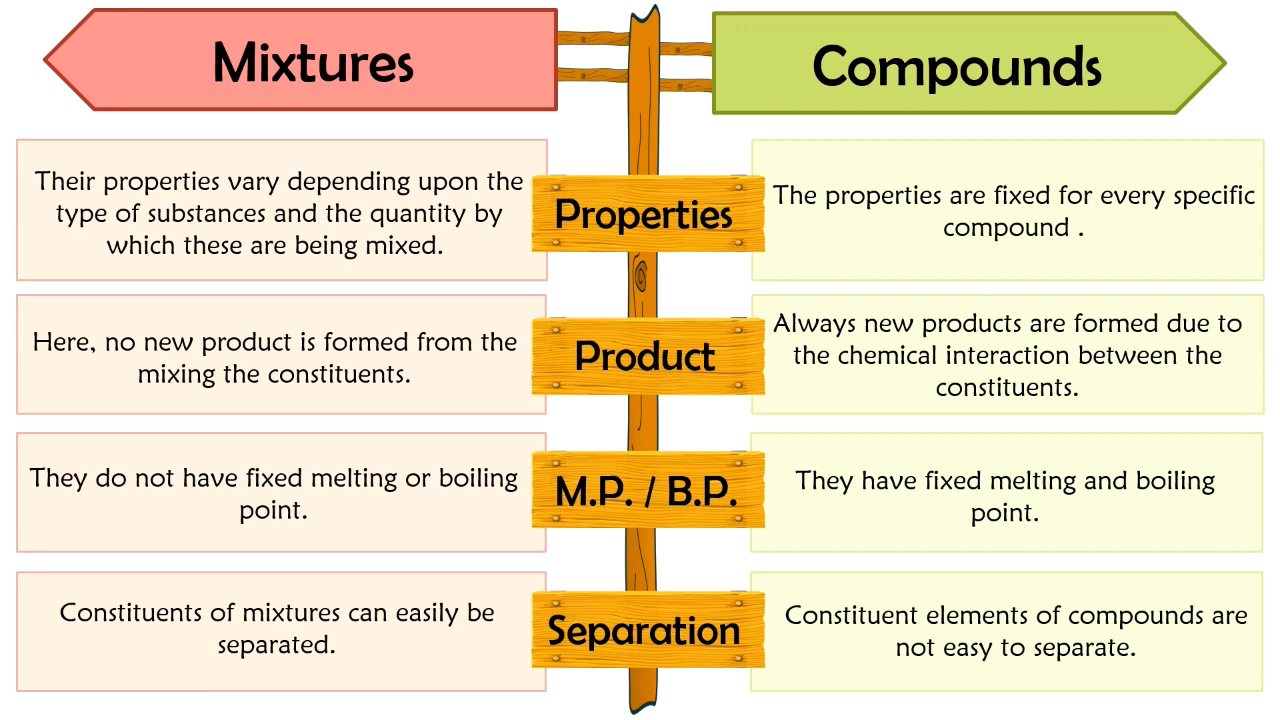 Mixtures
Compounds
Their properties vary depending upon the
type of substances and the quantity by
which these are being mixed.
Properties
The properties are fixed for every specific
compound .
Here, no new product is formed from the
mixing the constituents.
Product
Always new products are formed due to
the chemical interaction between the
constituents.
They do not have fixed melting or boiling
point.
M.P. / B.P.
They have fixed melting and boiling
point.
Constituents of mixtures can easily be
separated.
Separation
Constituent elements of compounds are
not easy to separate.